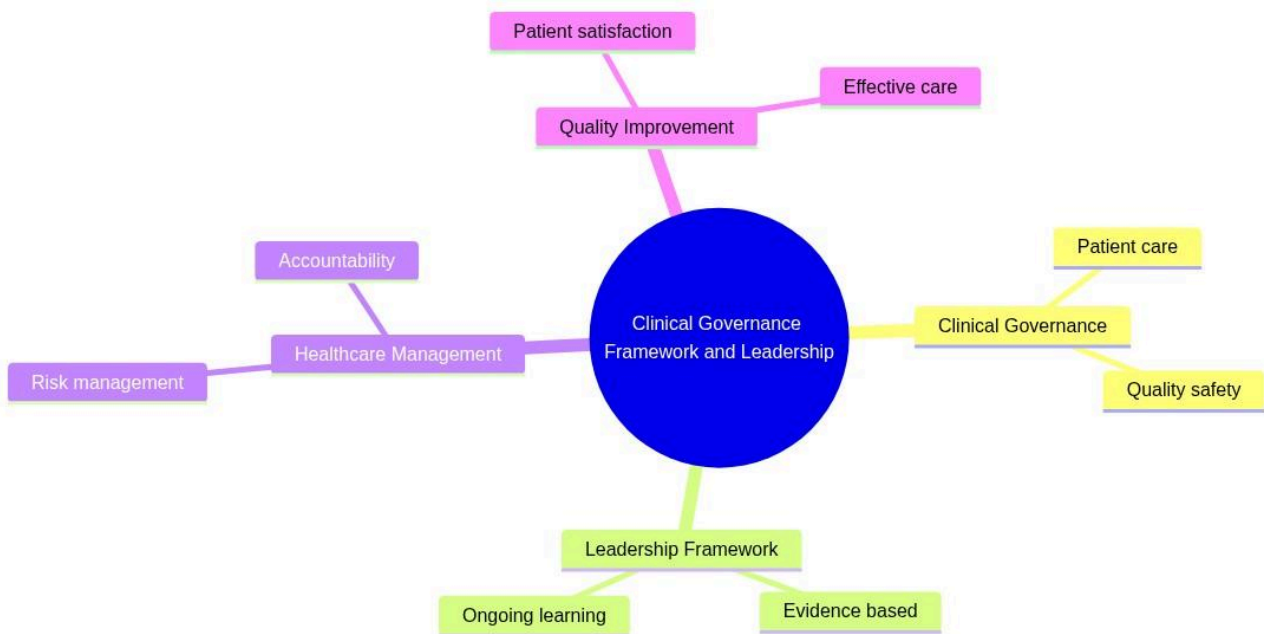 Patient satisfaction
Effective care
Quality Improvement
Patient care
Accountability
Clinical Governance
Framework and Leadership
Clinical Governance
Healthcare Management
Risk management
Quality safety
Leadership Framework
Ongoing learning
Evidence based